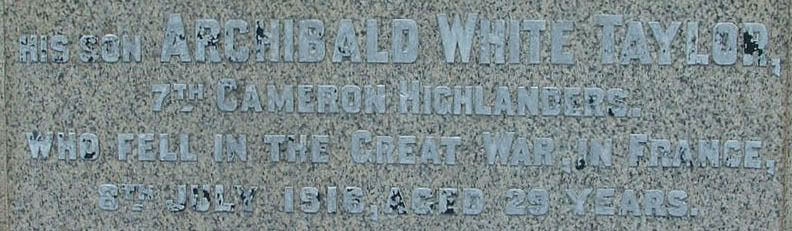 HIS SON ARCHIBALD WHITE TAYLOR,
7TH CAMERON HIGHLANDERS.
WHO FELL IN THE GREAT WAR, IN FRANCE,
8TH JULY 1916, AGED 29 YEARS.